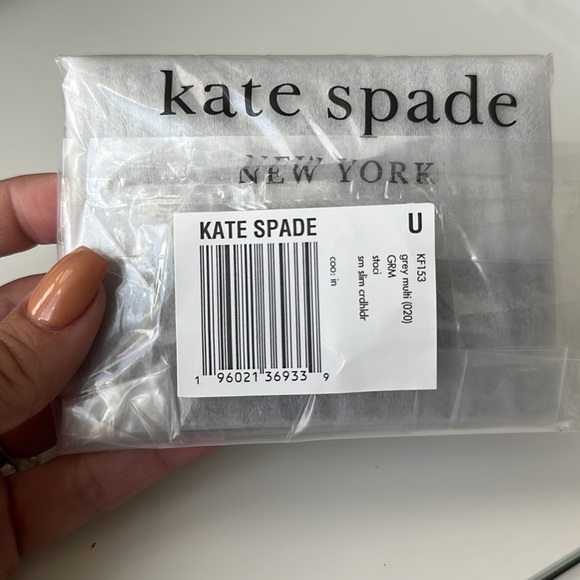 kate spade
NEW YORK
KATE SPADE
U
KF153
grey multi (020)
GRM
staci
sm slim crdhldr
coo: in
1 96021 36933 9